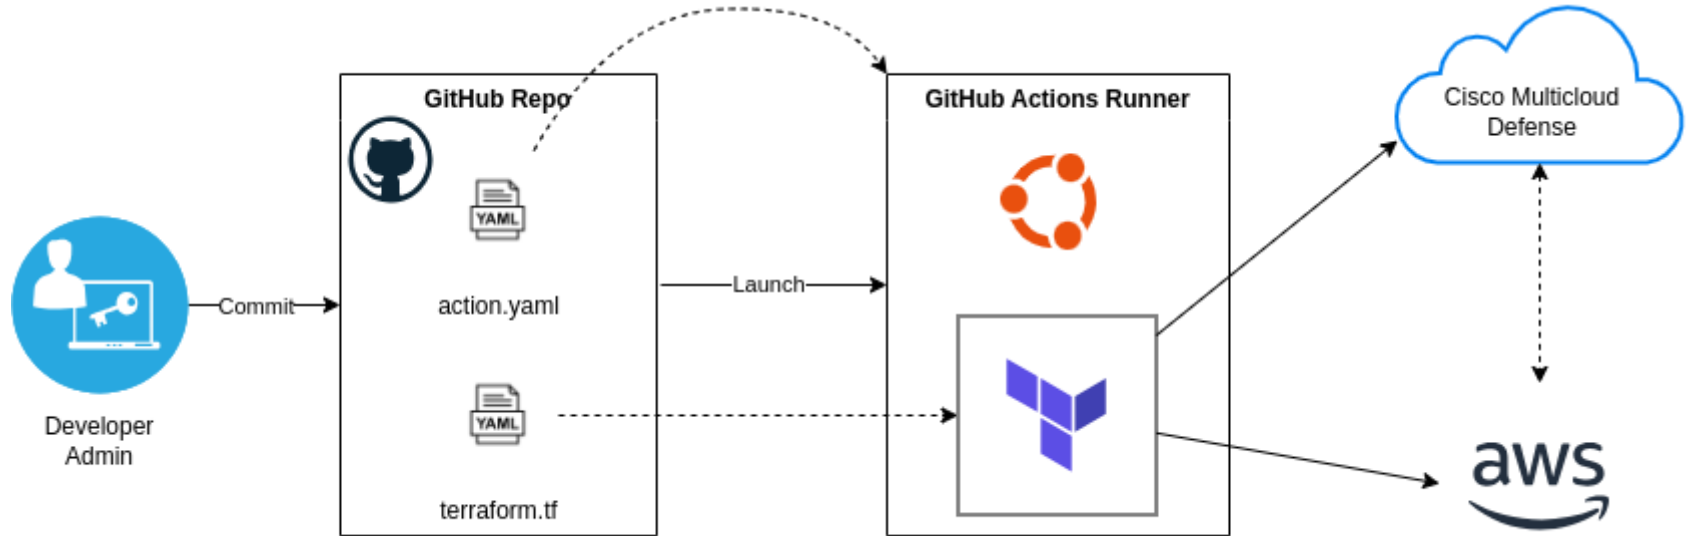 GitHub Repo
GitHub Actions Runner
Cisco Multicloud
Defense
YAML
action.yaml
Commit
Launch
Developer
Admin
YAML
terraform.tf
aws